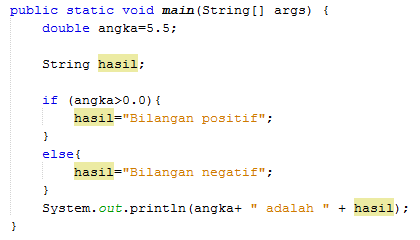 public static void main(String[] args) {
double angka=5.5;
String hasil;
if (angka>0.0){
hasil="Bilangan positif";
}
else{
hasil="Bilangan negatif";
}
System.out.println(angka+ " adalah " + hasil);
}